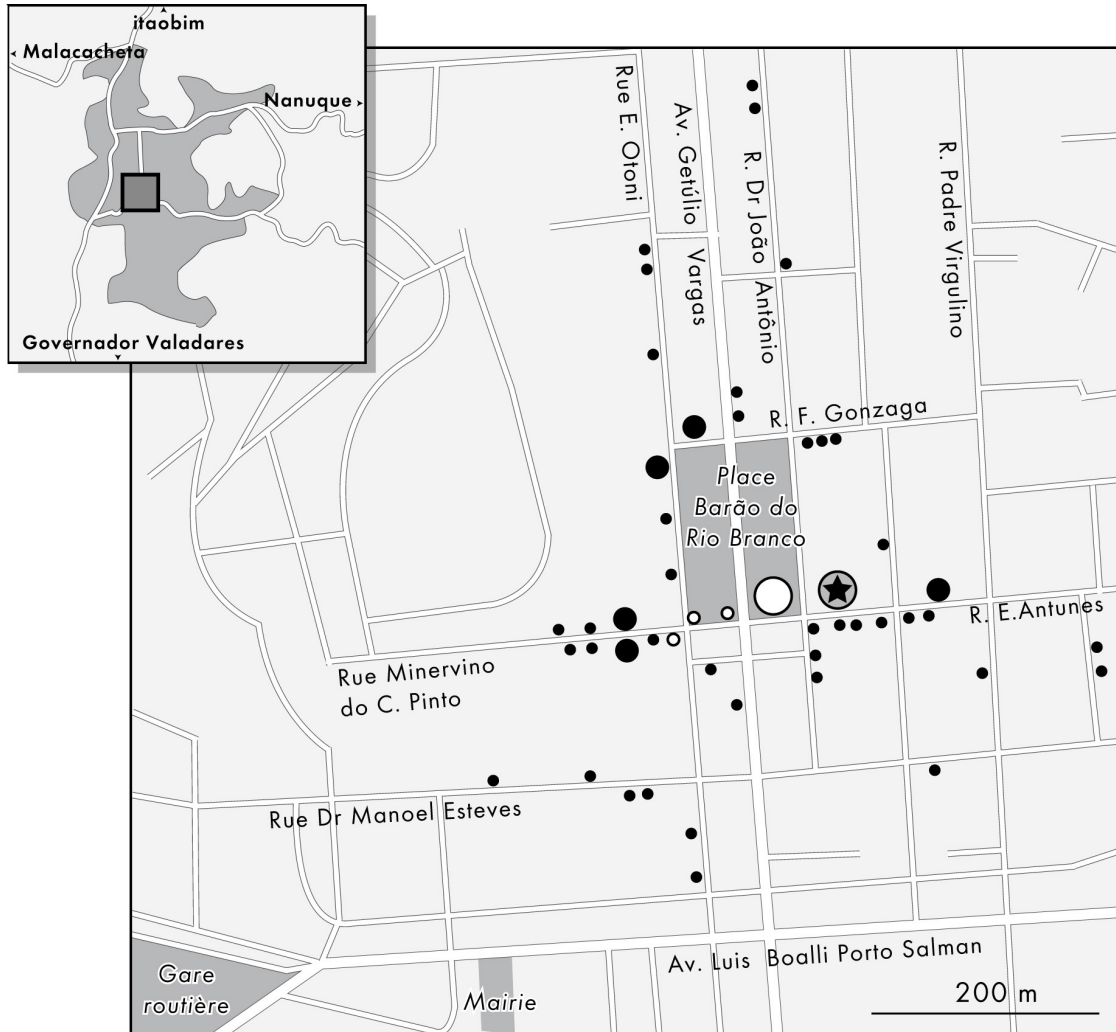 itaobim
Malacacheta
Nanuque
Governador Valadares
Rue E. Otoni
Av. Getúlio Vargas
R. Dr João Antônio
R. Padre Virgulino
R. F. Gonzaga
Place
Barão do
Rio Branco
R. E.Antunes
Rue Minervino
do C. Pinto
Rue Dr Manoel Esteves
Av. Luis Boalli Porto Salman
Gare
routière
Mairie
200 m